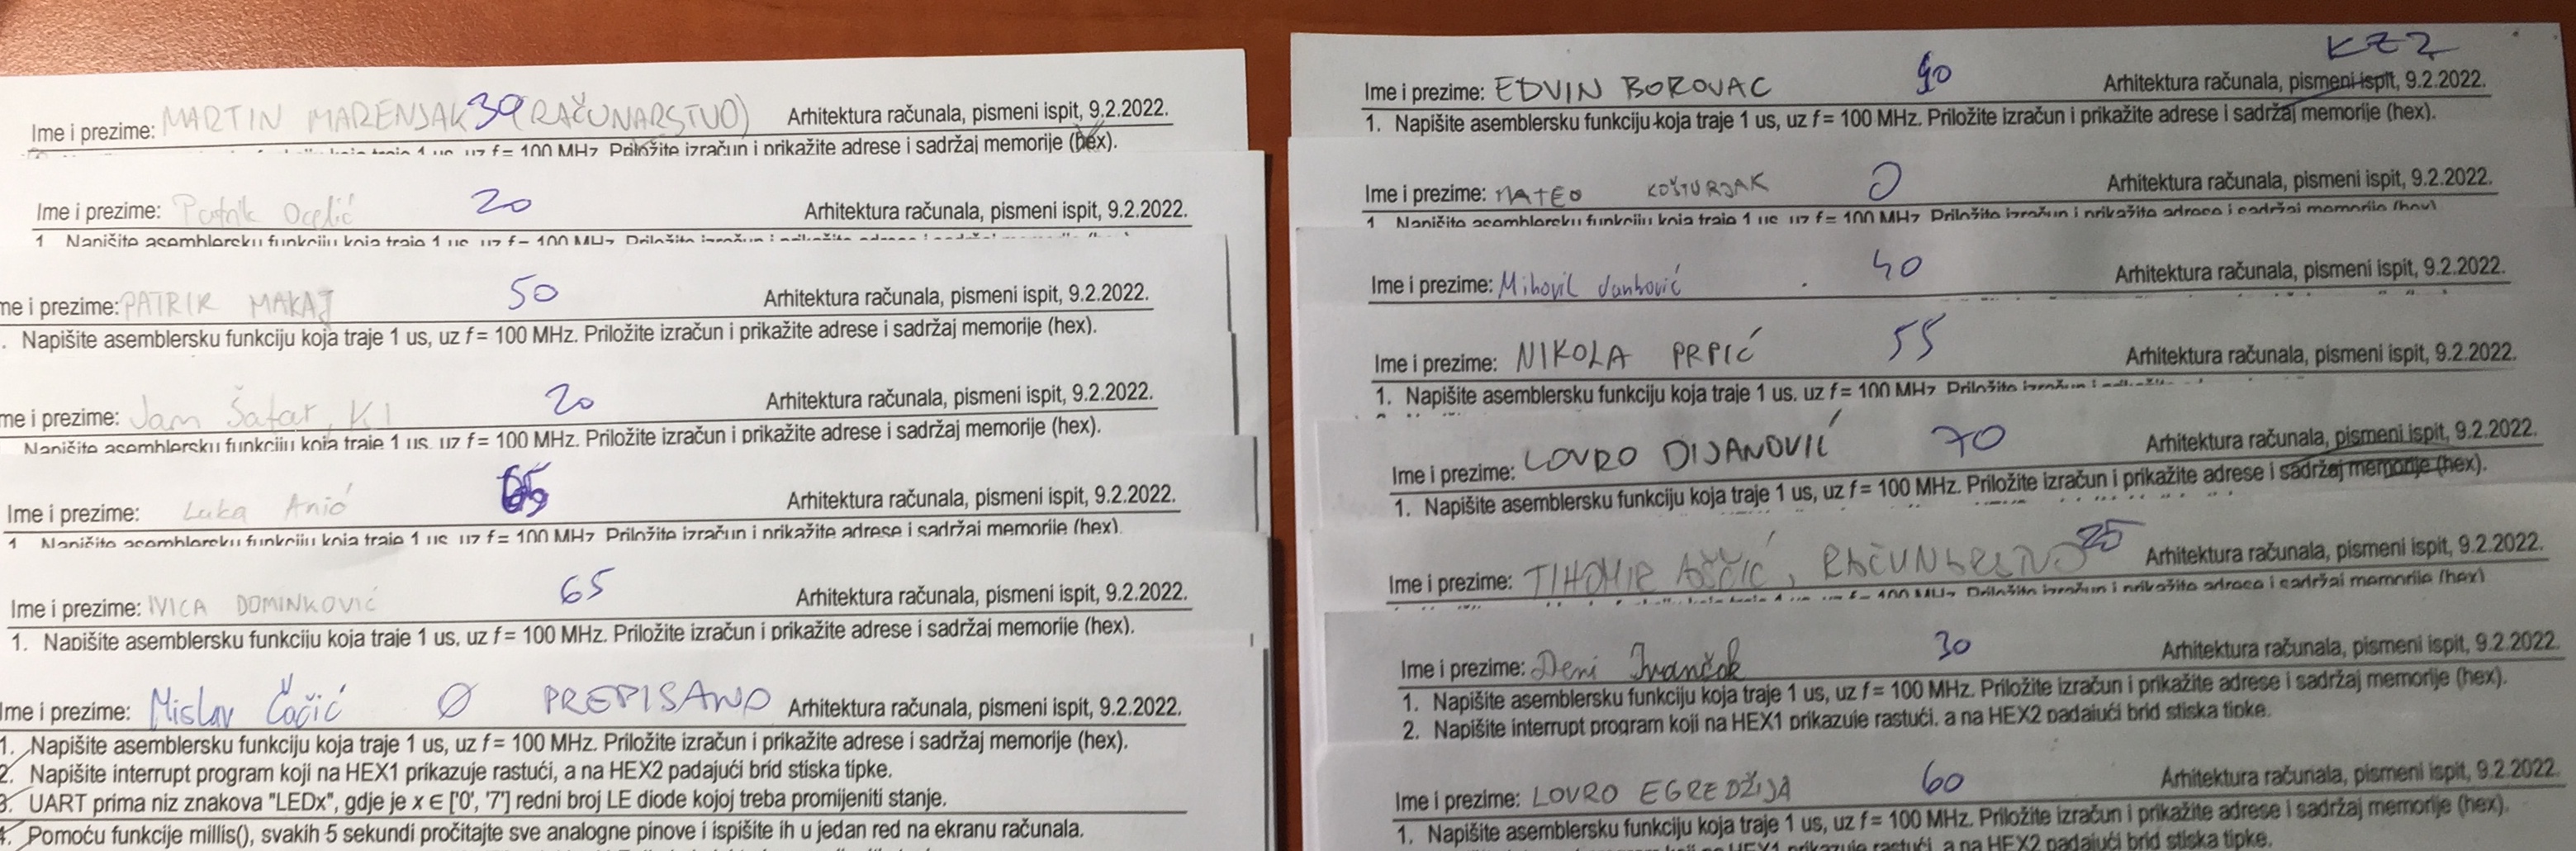 Ime i prezime: MARTIN MARENJAK 30 (RAČUNARSTVO) Arhitektura računala, pismeni ispit, 9.2.2022.
uz f = 100 MHz. Priložite izračun i prikažite adrese i sadržaj memorije (hex).
Ime i prezime: Patrik Ocelić 20 Arhitektura računala, pismeni ispit, 9.2.2022.
1 Napišite asemblersku funkciju koja traje 1 us, uz f = 100 MHz. Priložite izračun i prikažite adrese i sadržaj
me i prezime: PATRIK MAKAJ 50 Arhitektura računala, pismeni ispit, 9.2.2022.
. Napišite asemblersku funkciju koja traje 1 us, uz f = 100 MHz. Priložite izračun i prikažite adrese i sadržaj memorije (hex).
me i prezime: Jam Šafar, K1 20 Arhitektura računala, pismeni ispit, 9.2.2022.
Napišite asemblersku funkciju koja traje 1 us, uz f = 100 MHz. Priložite izračun i prikažite adrese i sadržaj memorije (hex).
Ime i prezime: Luka Anić 65 Arhitektura računala, pismeni ispit, 9.2.2022.
1 Napišite asemblersku funkciju koja traje 1 us, uz f = 100 MHz. Priložite izračun i prikažite adrese i sadržaj memorije (hex).
Ime i prezime: IVICA DOMINKOVIĆ 65 Arhitektura računala, pismeni ispit, 9.2.2022.
1. Napišite asemblersku funkciju koja traje 1 us, uz f = 100 MHz. Priložite izračun i prikažite adrese i sadržaj memorije (hex).
Ime i prezime: Mislav Čačić Ø PREPISANO Arhitektura računala, pismeni ispit, 9.2.2022.
1. Napišite asemblersku funkciju koja traje 1 us, uz f = 100 MHz. Priložite izračun i prikažite adrese i sadržaj memorije (hex).
2. Napišite interrupt program koji na HEX1 prikazuje rastući, a na HEX2 padajući brid stiska tipke.
3. UART prima niz znakova "LEDx", gdje je x ∈ ['0', '7'] redni broj LE diode kojoj treba promijeniti stanje.
4. Pomoću funkcije millis(), svakih 5 sekundi pročitajte sve analogne pinove i ispišite ih u jedan red na ekranu računala.
KZ2
Ime i prezime: EDVIN BOROVAC 90 Arhitektura računala, pismeni ispit, 9.2.2022.
1. Napišite asemblersku funkciju koja traje 1 us, uz f = 100 MHz. Priložite izračun i prikažite adrese i sadržaj memorije (hex).
Ime i prezime: MATEO KOŠTURJAK 0 Arhitektura računala, pismeni ispit, 9.2.2022.
1 Napišite asemblersku funkciju koja traje 1 us, uz f = 100 MHz. Priložite izračun i prikažite adrese i sadržaj memorije (hex)
Ime i prezime: Mihovil Janković 40 Arhitektura računala, pismeni ispit, 9.2.2022.
Ime i prezime: NIKOLA PRPIĆ 55 Arhitektura računala, pismeni ispit, 9.2.2022.
1. Napišite asemblersku funkciju koja traje 1 us, uz f = 100 MHz. Priložite izračun i
Ime i prezime: LOVRO DIJANOVIĆ 70 Arhitektura računala, pismeni ispit, 9.2.2022.
1. Napišite asemblersku funkciju koja traje 1 us, uz f = 100 MHz. Priložite izračun i prikažite adrese i sadržaj memorije (hex).
Ime i prezime: TIHOMIR RAČUNARSTVO 25 Arhitektura računala, pismeni ispit, 9.2.2022.
f = 100 MHz. Priložite izračun i prikažite adrese i sadržaj memorije (hex)
Ime i prezime: Deni Ivančok 30 Arhitektura računala, pismeni ispit, 9.2.2022.
1. Napišite asemblersku funkciju koja traje 1 us, uz f = 100 MHz. Priložite izračun i prikažite adrese i sadržaj memorije (hex).
2. Napišite interrupt program koji na HEX1 prikazuje rastući, a na HEX2 padajući brid stiska tipke.
Ime i prezime: LOVRO EGREDŽIJA 60 Arhitektura računala, pismeni ispit, 9.2.2022.
1. Napišite asemblersku funkciju koja traje 1 us, uz f = 100 MHz. Priložite izračun i prikažite adrese i sadržaj memorije (hex).
HEX1 prikazuje rastući, a na HEX2 padajući brid stiska tipke.